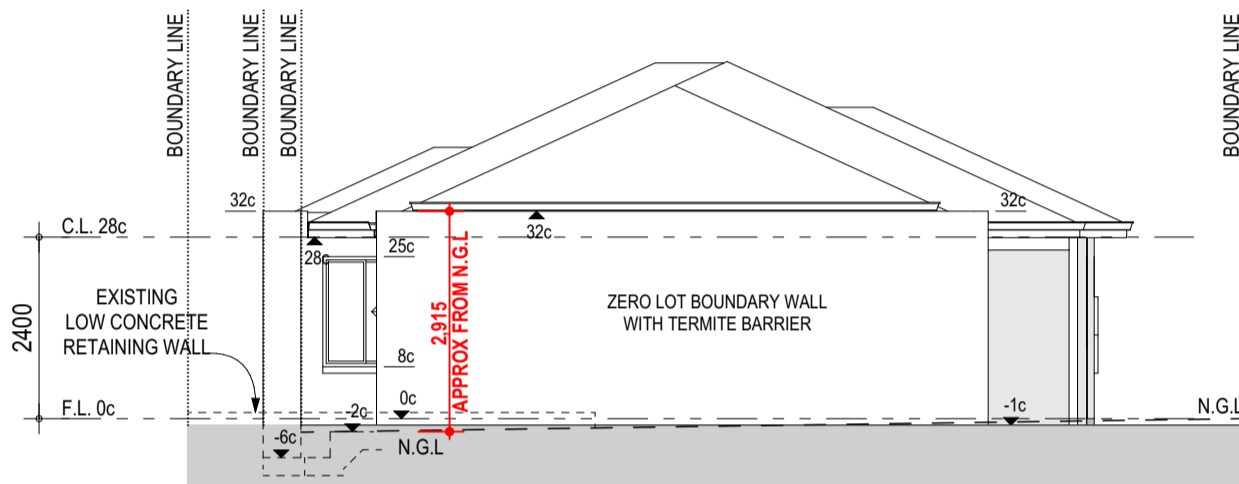 BOUNDARY LINE
BOUNDARY LINE
BOUNDARY LINE
BOUNDARY LINE
32c
32c
32c
C.L. 28c
28c
25c
2400
EXISTING
LOW CONCRETE
RETAINING WALL
2,915
APPROX FROM N.G.L
ZERO LOT BOUNDARY WALL
WITH TERMITE BARRIER
8c
F.L. 0c
0c
-2c
-1c
N.G.L
-6c
N.G.L